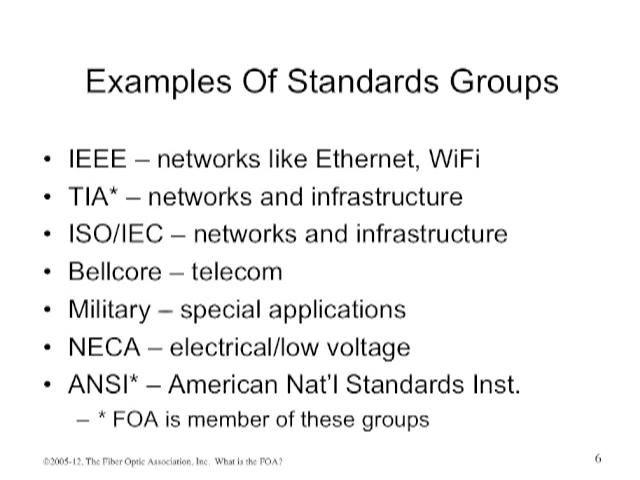 Examples Of Standards Groups
• IEEE – networks like Ethernet, WiFi
• TIA* – networks and infrastructure
• ISO/IEC – networks and infrastructure
• Bellcore – telecom
• Military – special applications
• NECA – electrical/low voltage
• ANSI* – American Nat'l Standards Inst.
– * FOA is member of these groups
©2005-12, The Fiber Optic Association, Inc. What is the FOA?
6